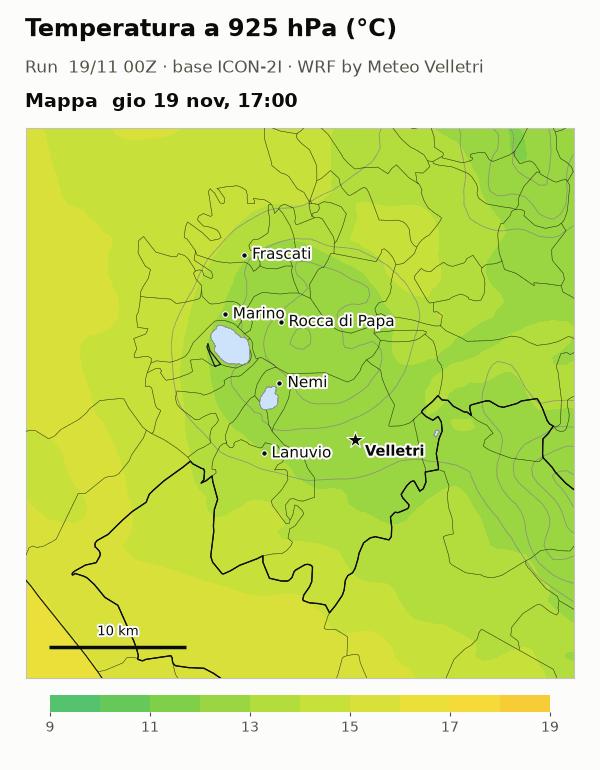 Temperatura a 925 hPa (°C)
Run  19/11 00Z · base ICON-2I · WRF by Meteo Velletri
Mappa  gio 19 nov, 17:00
Frascati
Marino
Rocca di Papa
Nemi
Velletri
Lanuvio
10 km
9 11 13 15 17 19